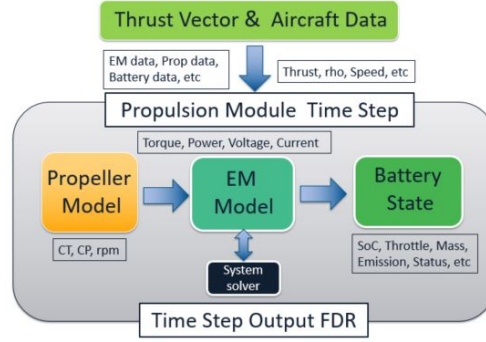 Thrust Vector & Aircraft Data
EM data, Prop data,
Battery data, etc
Thrust, rho, Speed, etc
Propulsion Module Time Step
Torque, Power, Voltage, Current
Propeller
Model
EM
Model
Battery
State
CT, CP, rpm
System
solver
SoC, Throttle, Mass,
Emission, Status, etc
Time Step Output FDR